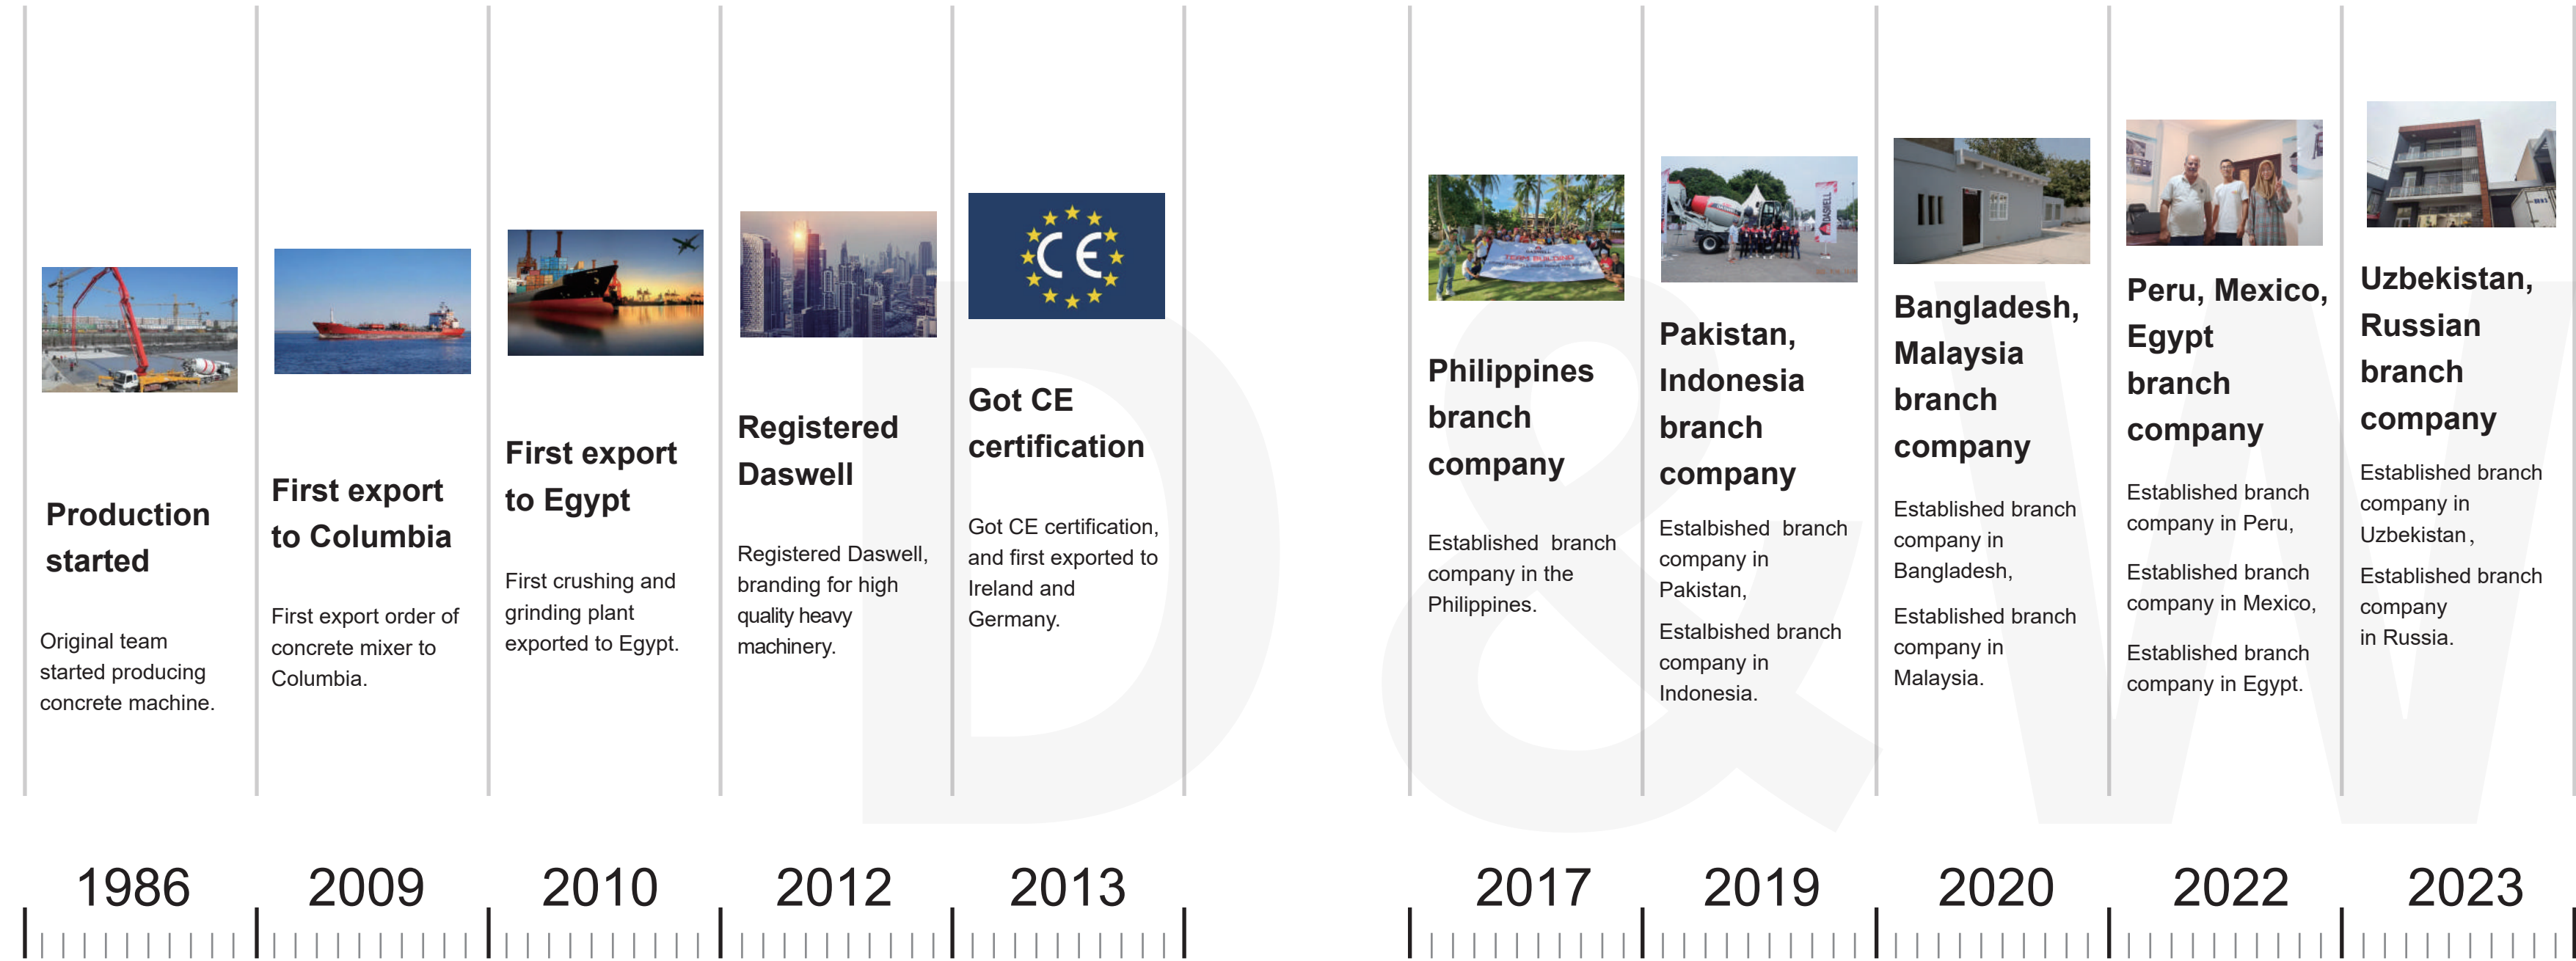 Production
started
Original team
started producing
concrete machine.
1986
First export
to Columbia
First export order of
concrete mixer to
Columbia.
2009
First export
to Egypt
First crushing and
grinding plant
exported to Egypt.
2010
Registered
Daswell
Registered Daswell,
branding for high
quality heavy
machinery.
2012
CE
Got CE
certification
Got CE certification,
and first exported to
Ireland and
Germany.
2013
Philippines
branch
company
Established branch
company in the
Philippines.
2017
DASWELL
Pakistan,
Indonesia
branch
company
Estalbished branch
company in
Pakistan,
Estalbished branch
company in
Indonesia.
2019
Bangladesh,
Malaysia
branch
company
Established branch
company in
Bangladesh,
Established branch
company in
Malaysia.
2020
Peru, Mexico,
Egypt
branch
company
Established branch
company in Peru,
Established branch
company in Mexico,
Established branch
company in Egypt.
2022
Uzbekistan,
Russian
branch
company
Established branch
company in
Uzbekistan,
Established branch
company
in Russia.
2023
D & W